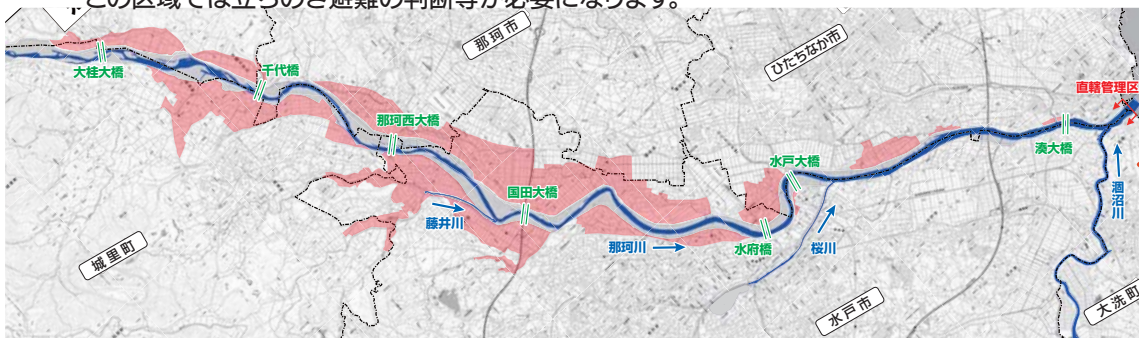 この区域では立ちのき避難の判断等が必要になります。
那珂市
ひたちなか市
大桂大橋
千代橋
直轄管理区
那珂西大橋
湊大橋
水戸大橋
国田大橋
涸沼川
藤井川
那珂川
水府橋
桜川
城里町
水戸市
大洗町